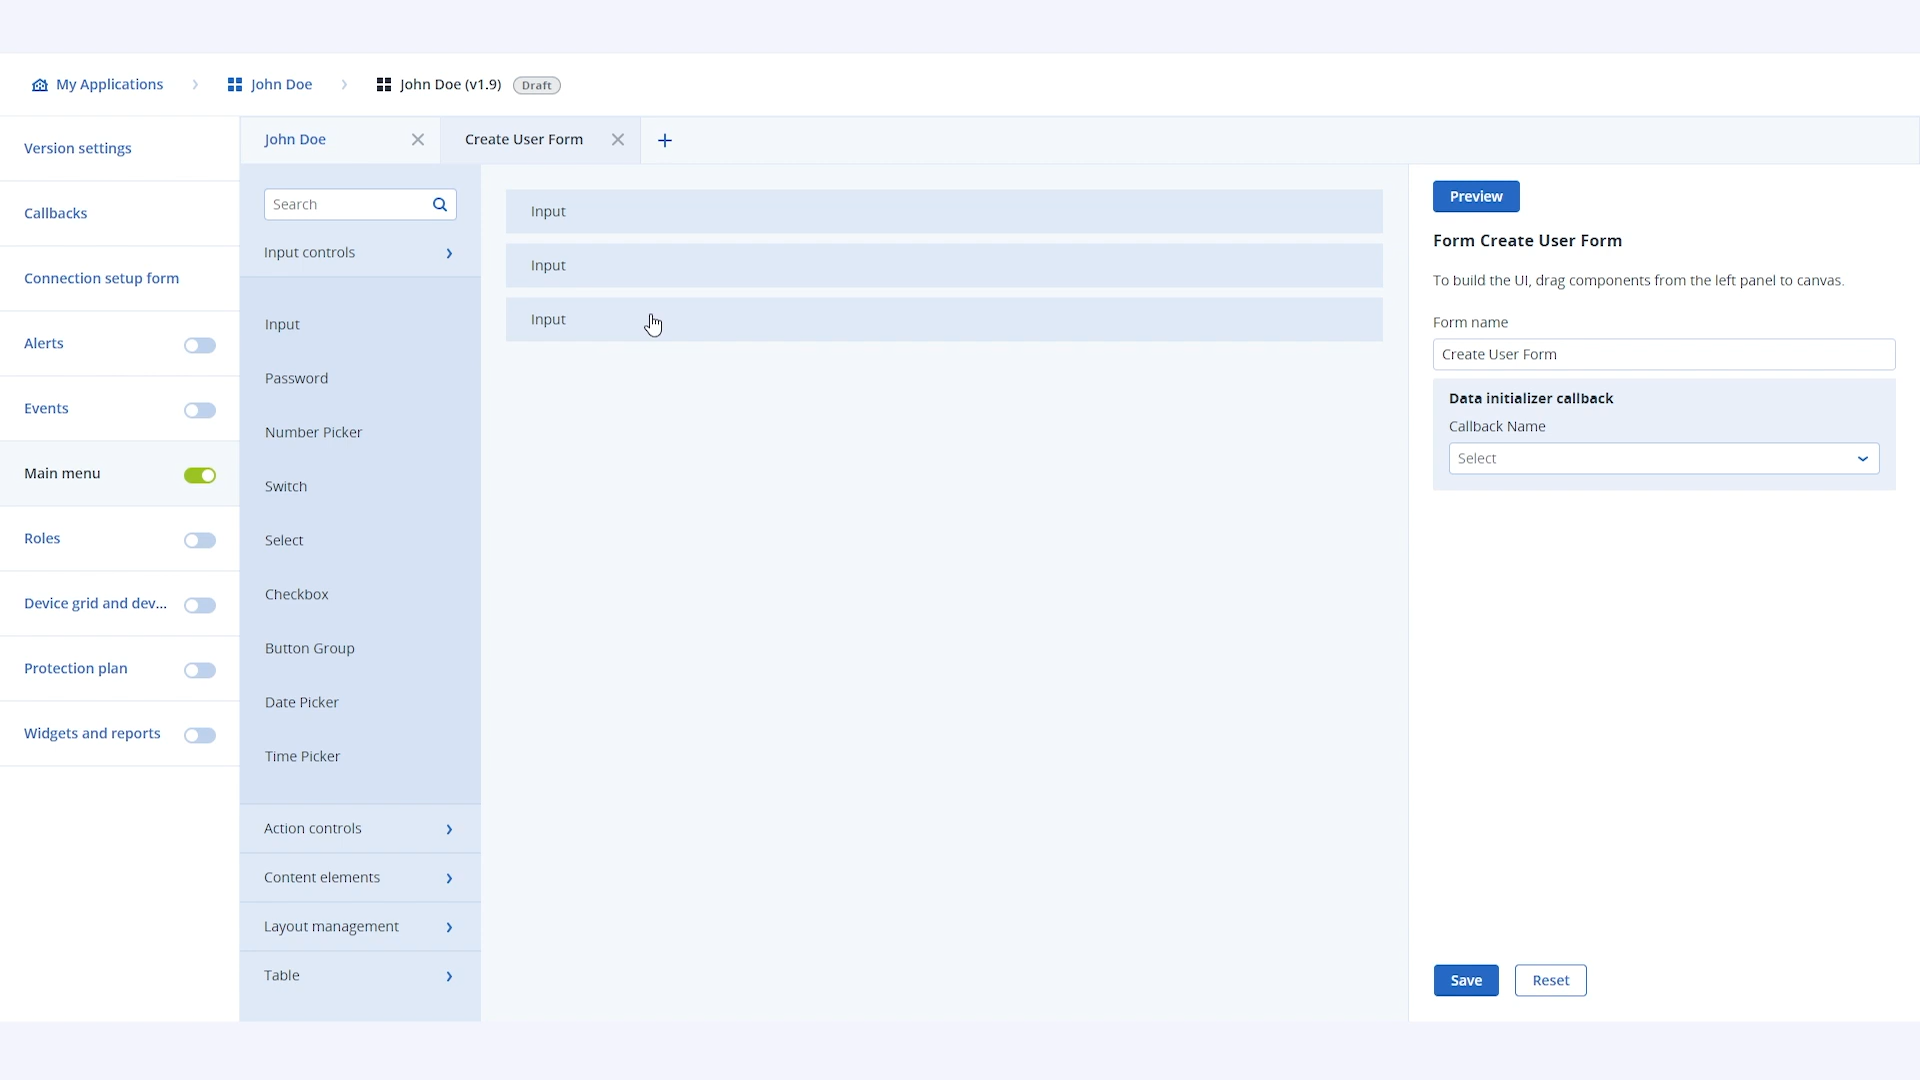 My Applications
John Doe
John Doe (v1.9)
Draft
Version settings
Callbacks
Connection setup form
Alerts
Events
Main menu
Roles
Device grid and dev...
Protection plan
Widgets and reports
John Doe
Create User Form
Search
Input controls
Input
Password
Number Picker
Switch
Select
Checkbox
Button Group
Date Picker
Time Picker
Action controls
Content elements
Layout management
Table
Input
Input
Input
Preview
Form Create User Form
To build the UI, drag components from the left panel to canvas.
Form name
Create User Form
Data initializer callback
Callback Name
Select
Save
Reset